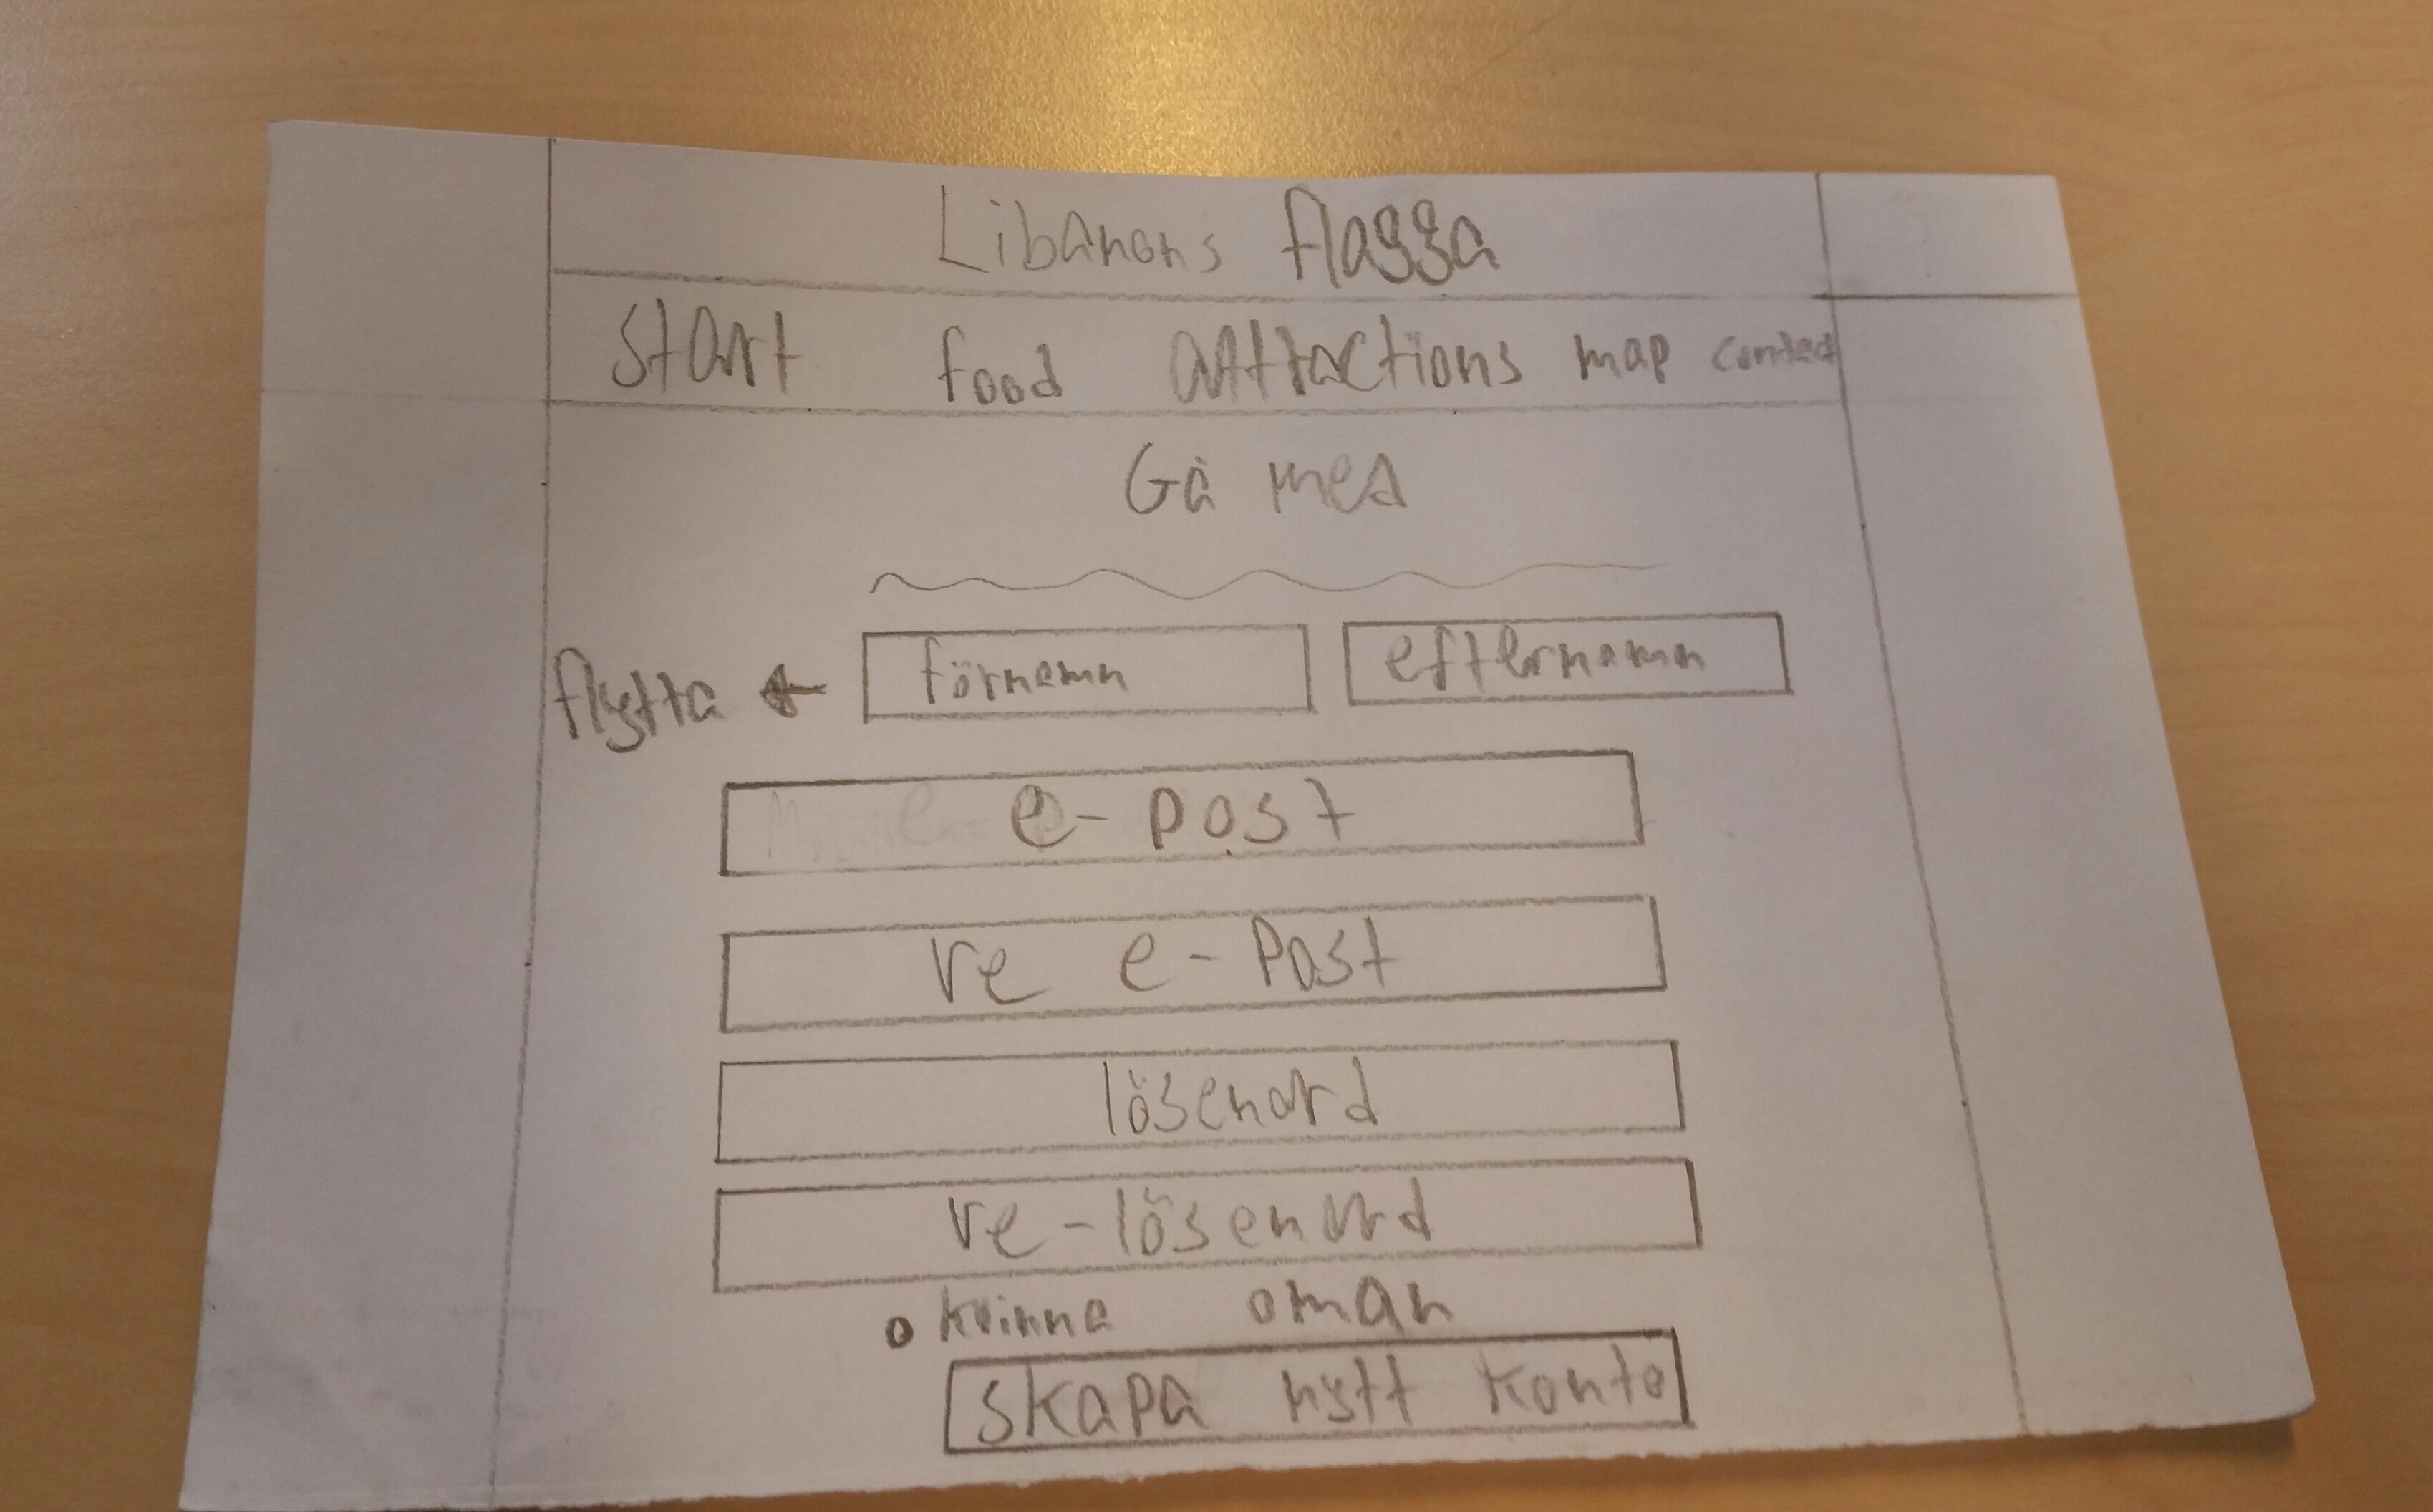 Libanons flagga
start food attractions map contact
Gå med
förnamn efternamn
flytta ←
e-post
re e-Post
lösenord
re-lösenord
o kvinna o man
skapa nytt konto